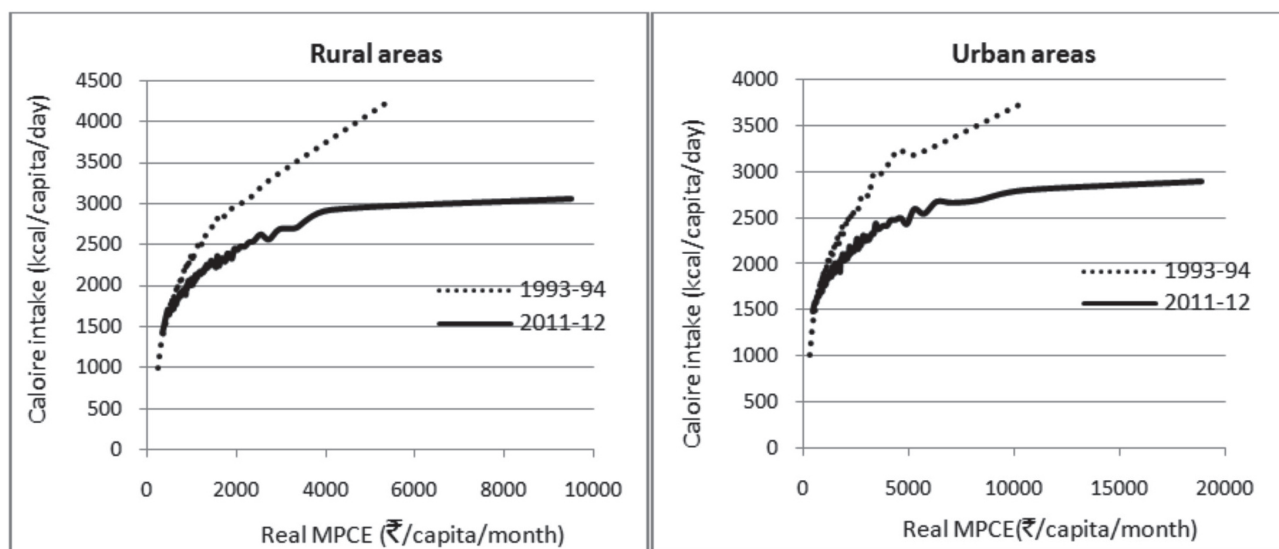 Rural areas
Caloire intake (kcal/capita/day)
4500
4000
3500
3000
2500
2000
1500
1000
500
0
1993-94
2011-12
0 2000 4000 6000 8000 10000
Real MPCE (₹/capita/month)
Urban areas
Caloire intake (kcal/capita/day)
4000
3500
3000
2500
2000
1500
1000
500
0
1993-94
2011-12
0 5000 10000 15000 20000
Real MPCE(₹/capita/month)